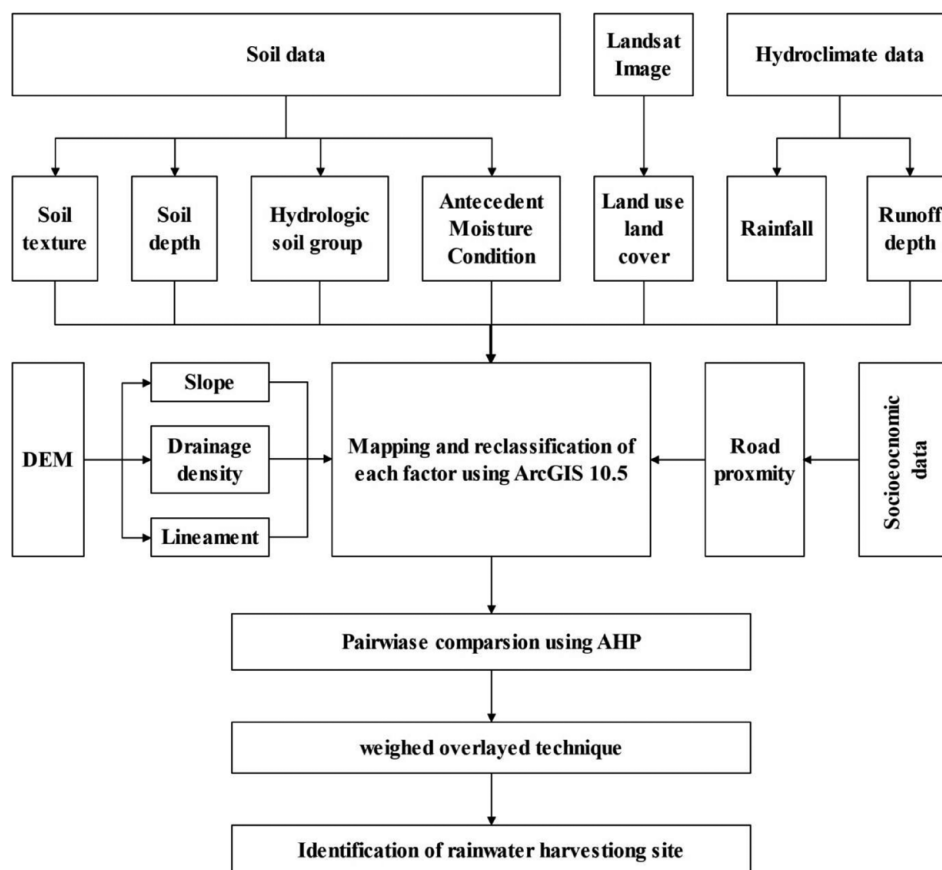 Soil data
Landsat
Image
Hydroclimate data
Soil
texture
Soil
depth
Hydrologic
soil group
Antecedent
Moisture
Condition
Land use
land
cover
Rainfall
Runoff
depth
DEM
Slope
Drainage
density
Lineament
Mapping and reclassification of
each factor using ArcGIS 10.5
Road
proxmity
Socioeocnomic
data
Pairwiase comparsion using AHP
weighed overlayed technique
Identification of rainwater harvestiong site